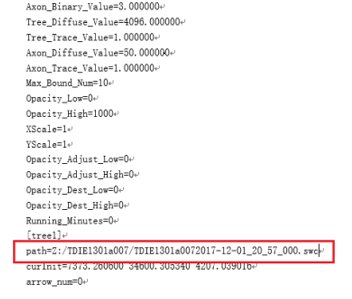 Axon_Binary_Value=3.000000
Tree_Diffuse_Value=4096.000000
Tree_Trace_Value=1.000000
Axon_Diffuse_Value=50.000000
Axon_Trace_Value=1.000000
Max_Bound_Num=10
Opacity_Low=0
Opacity_High=1000
XScale=1
YScale=1
Opacity_Adjust_Low=0
Opacity_Adjust_High=0
Opacity_Dest_Low=0
Opacity_Dest_High=0
Running_Minutes=0
[tree1]
path=Z:/TDIE1301a007/TDIE1301a0072017-12-01_20_57_000.swc
curInit=7373.260600 34600.305340 4207.039016
arrow_num=0